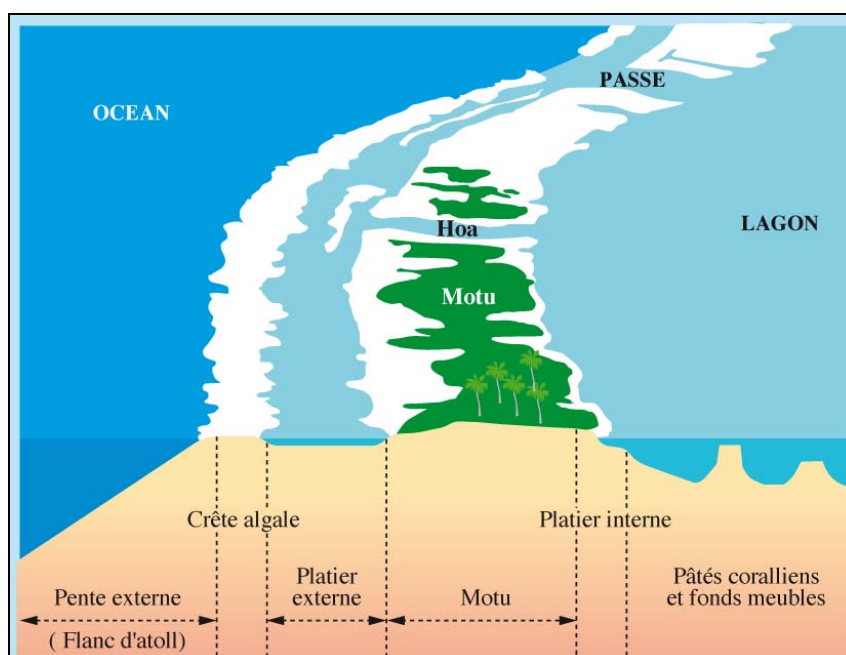 OCEAN
PASSE
LAGON
Hoa
Motu
Crête algale
Platier interne
Pente externe
( Flanc d'atoll)
Platier
externe
Motu
Pâtés coralliens
et fonds meubles